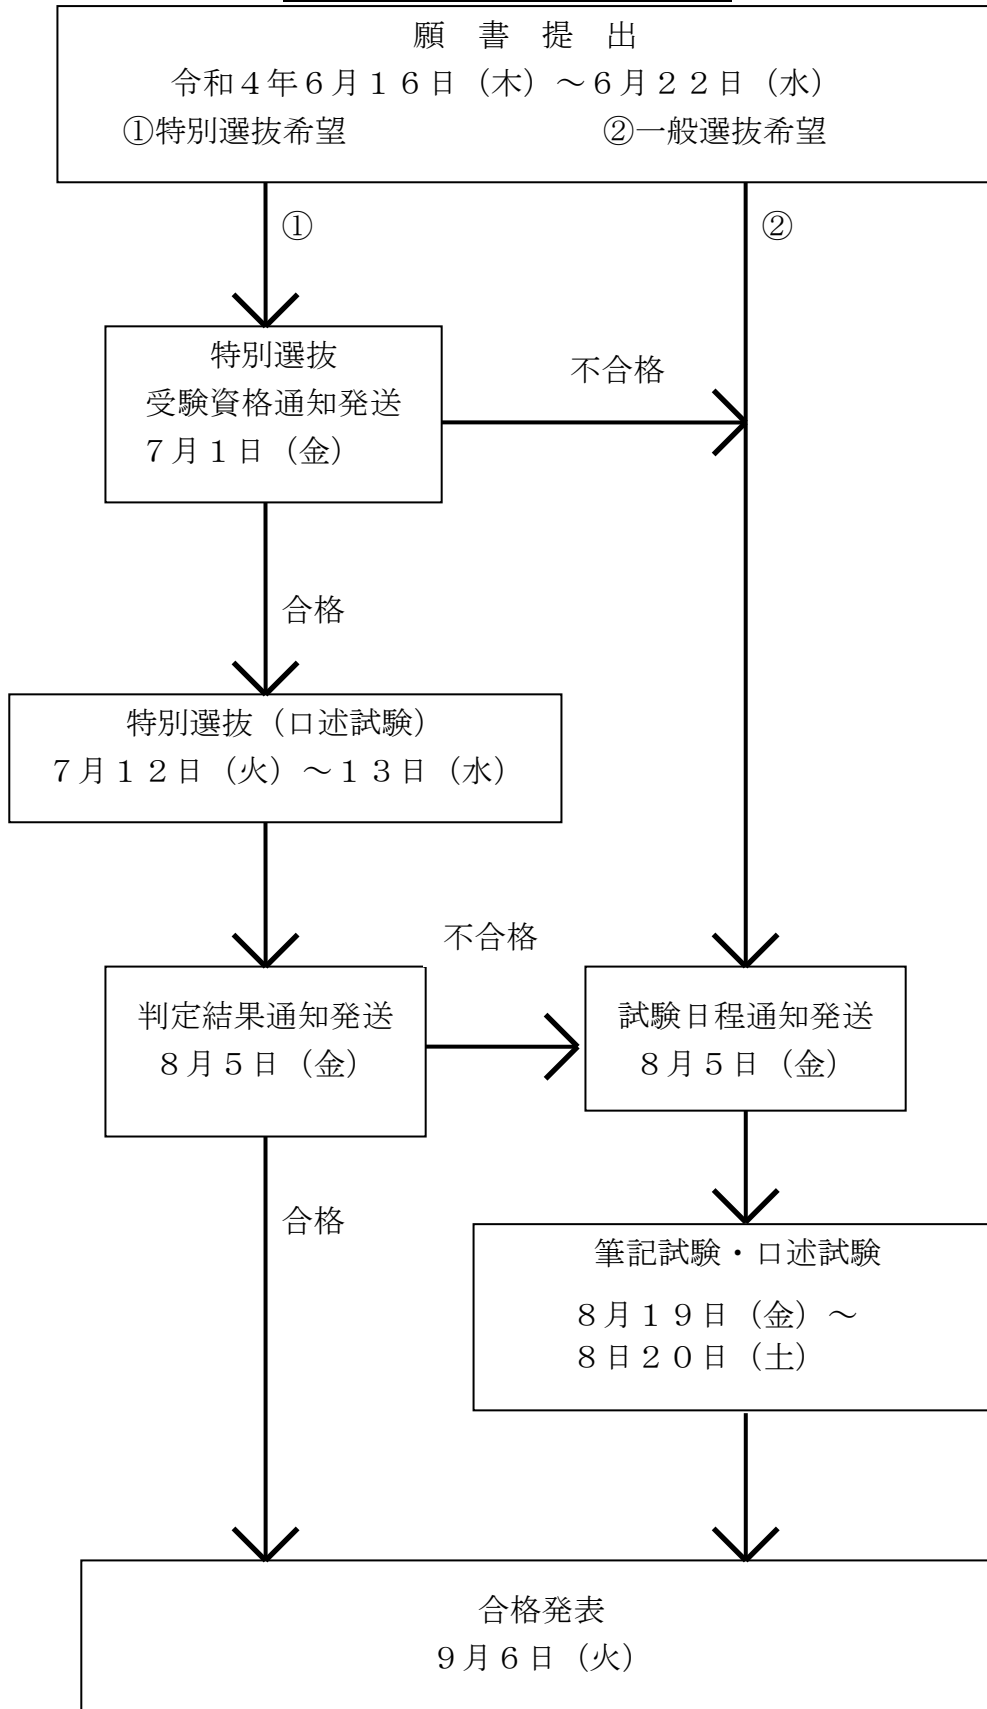 願　書　提　出
令和４年６月１６日（木）～６月２２日（水）
①特別選抜希望　　　　　　　　②一般選抜希望
①
②
特別選抜
受験資格通知発送
７月１日（金）
不合格
合格
特別選抜（口述試験）
７月１２日（火）～１３日（水）
不合格
判定結果通知発送
８月５日（金）
試験日程通知発送
８月５日（金）
合格
筆記試験・口述試験
８月１９日（金）～
８日２０日（土）
合格発表
９月６日（火）